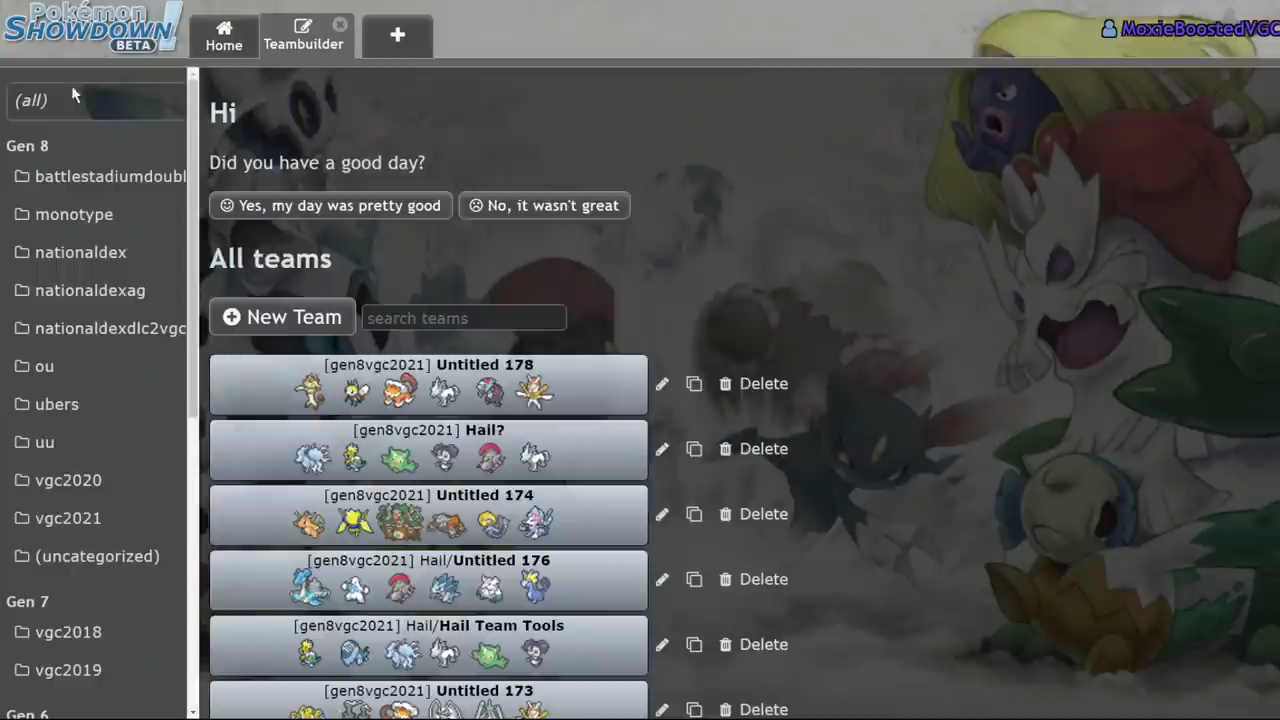 Pokémon
SHOWDOWN!
BETA
Home
Teambuilder
MoxieBoostedVGC
(all)
Gen 8
battlestadiumdoubl
monotype
nationaldex
nationaldexag
nationaldexdlc2vgc
ou
ubers
uu
vgc2020
vgc2021
(uncategorized)
Gen 7
vgc2018
vgc2019
Gen 6
Hi
Did you have a good day?
Yes, my day was pretty good
No, it wasn't great
All teams
New Team
search teams
[gen8vgc2021] Untitled 178
Delete
[gen8vgc2021] Hail?
Delete
[gen8vgc2021] Untitled 174
Delete
[gen8vgc2021] Hail/Untitled 176
Delete
[gen8vgc2021] Hail/Hail Team Tools
Delete
[gen8vgc2021] Untitled 173
Delete